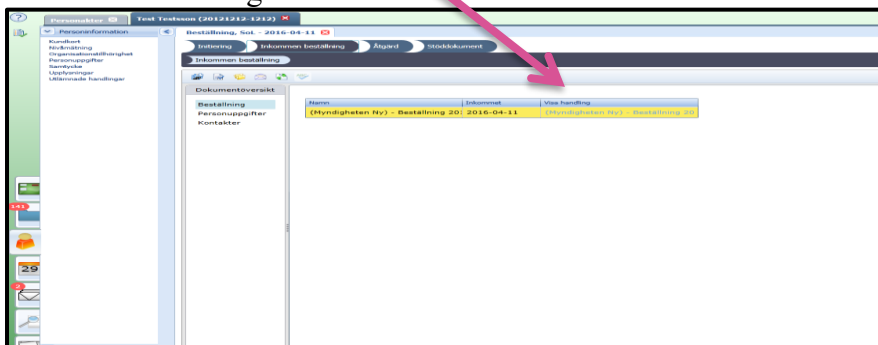 Personakter
Test Testsson (20121212-1212)
Personinformation
Kundkort
Nivåmätning
Organisationstillhörighet
Personuppgifter
Samtycke
Upplysningar
Utlämnade handlingar
Beställning, SoL - 2016-04-11
Initiering
Inkommen beställning
Åtgärd
Stöddokument
Inkommen beställning
Dokumentöversikt
Beställning
Personuppgifter
Kontakter
Namn
Inkommet
Visa handling
(Myndigheten Ny) - Beställning 20
2016-04-11
(Myndigheten Ny) - Beställning 20
141
29
2